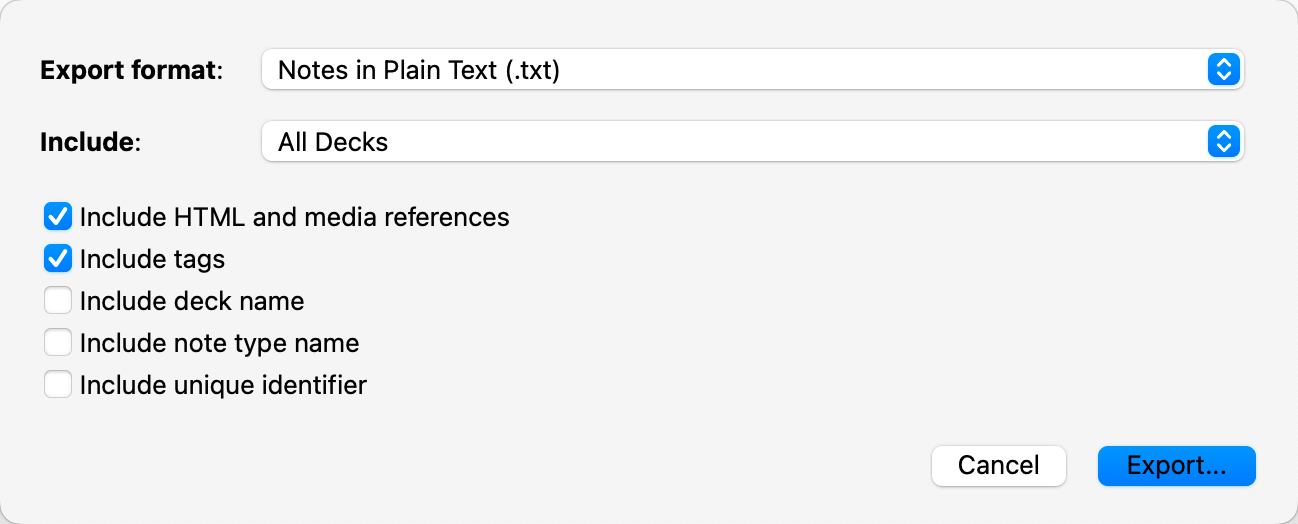 Export format: Notes in Plain Text (.txt)
Include: All Decks
Include HTML and media references
Include tags
Include deck name
Include note type name
Include unique identifier
Cancel Export...